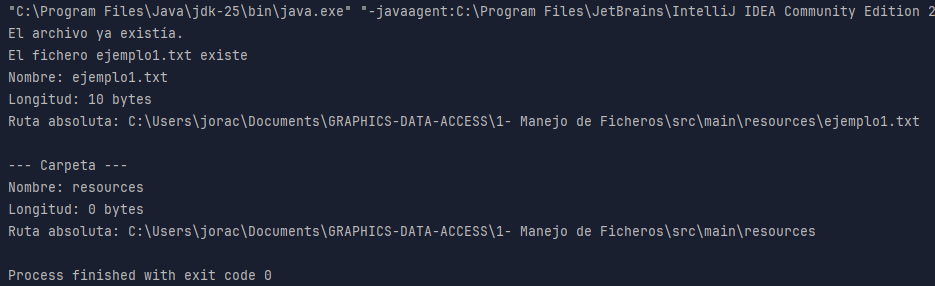 "C:\Program Files\Java\jdk-25\bin\java.exe" "-javaagent:C:\Program Files\JetBrains\IntelliJ IDEA Community Edition 2
El archivo ya existía.
El fichero ejemplo1.txt existe
Nombre: ejemplo1.txt
Longitud: 10 bytes
Ruta absoluta: C:\Users\jorac\Documents\GRAPHICS-DATA-ACCESS\1- Manejo de Ficheros\src\main\resources\ejemplo1.txt
--- Carpeta ---
Nombre: resources
Longitud: 0 bytes
Ruta absoluta: C:\Users\jorac\Documents\GRAPHICS-DATA-ACCESS\1- Manejo de Ficheros\src\main\resources
Process finished with exit code 0